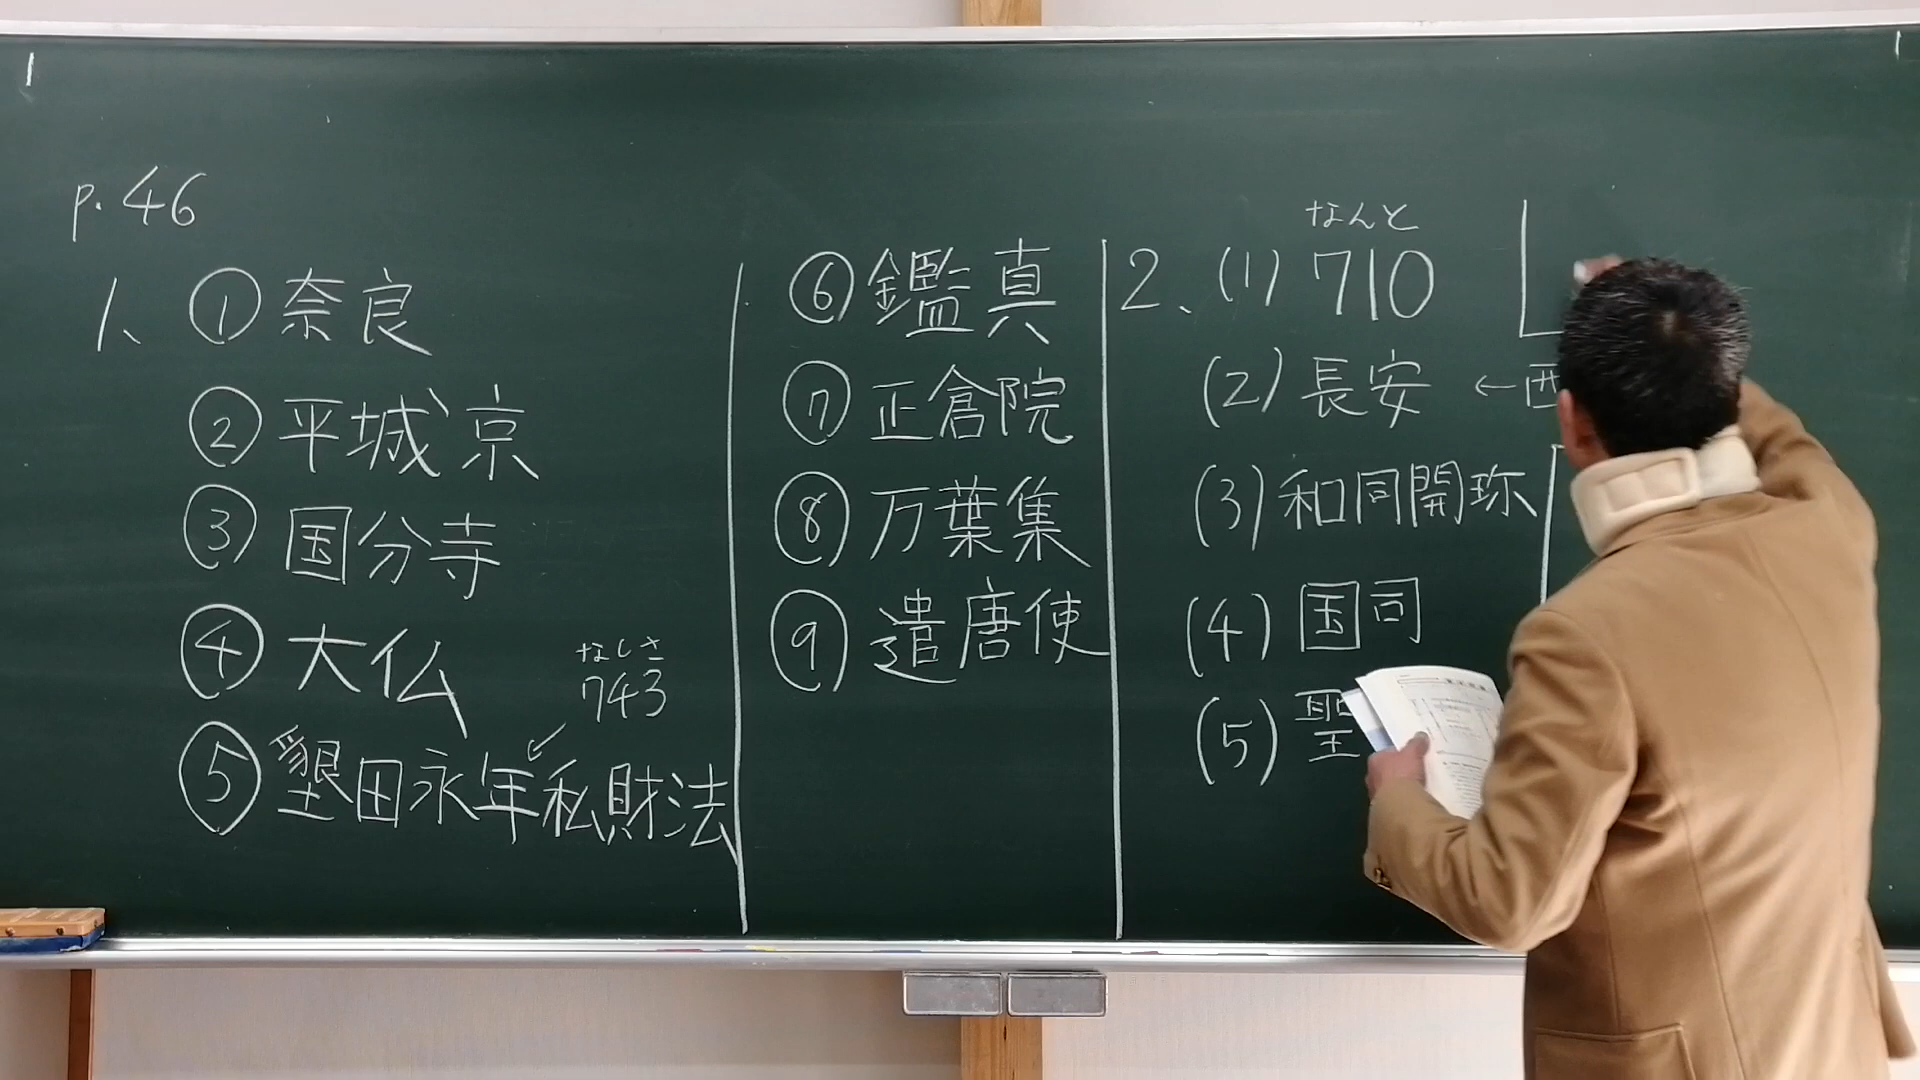 p.46
1、①奈良
②平城京
③国分寺
④大仏
なしさ
743
⑤墾田永年私財法
⑥鑑真
⑦正倉院
⑧万葉集
⑨遣唐使
なんと
2、(1) 710
(2) 長安 ←西
(3) 和同開珎
(4) 国司
(5) 聖